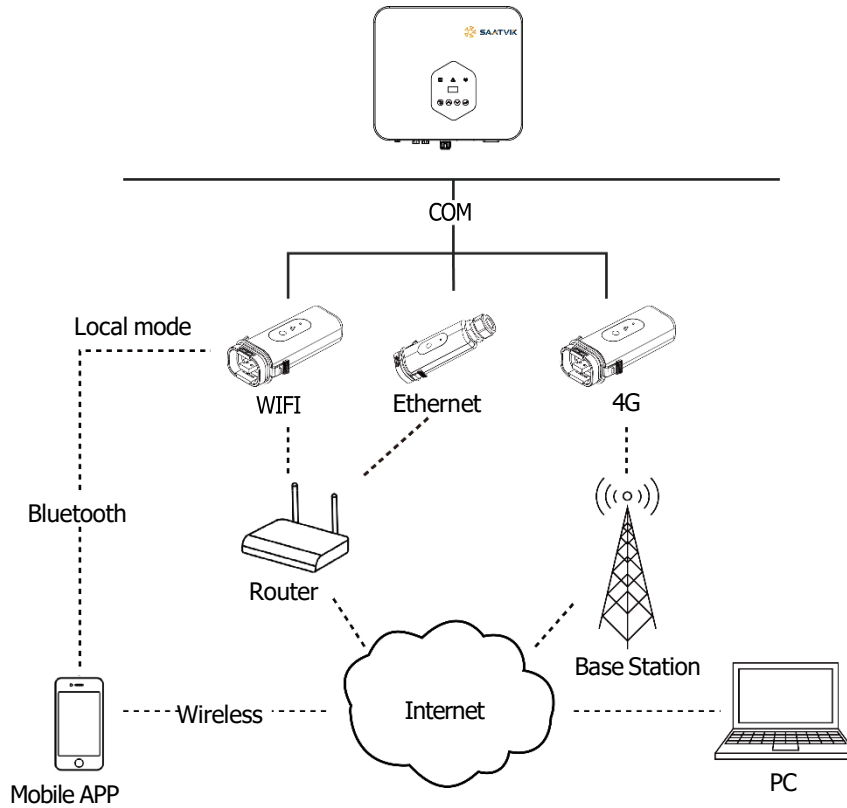 SAATVIK
COM
Local mode
WIFI
Ethernet
4G
Bluetooth
Router
Base Station
Wireless
Internet
Mobile APP
PC